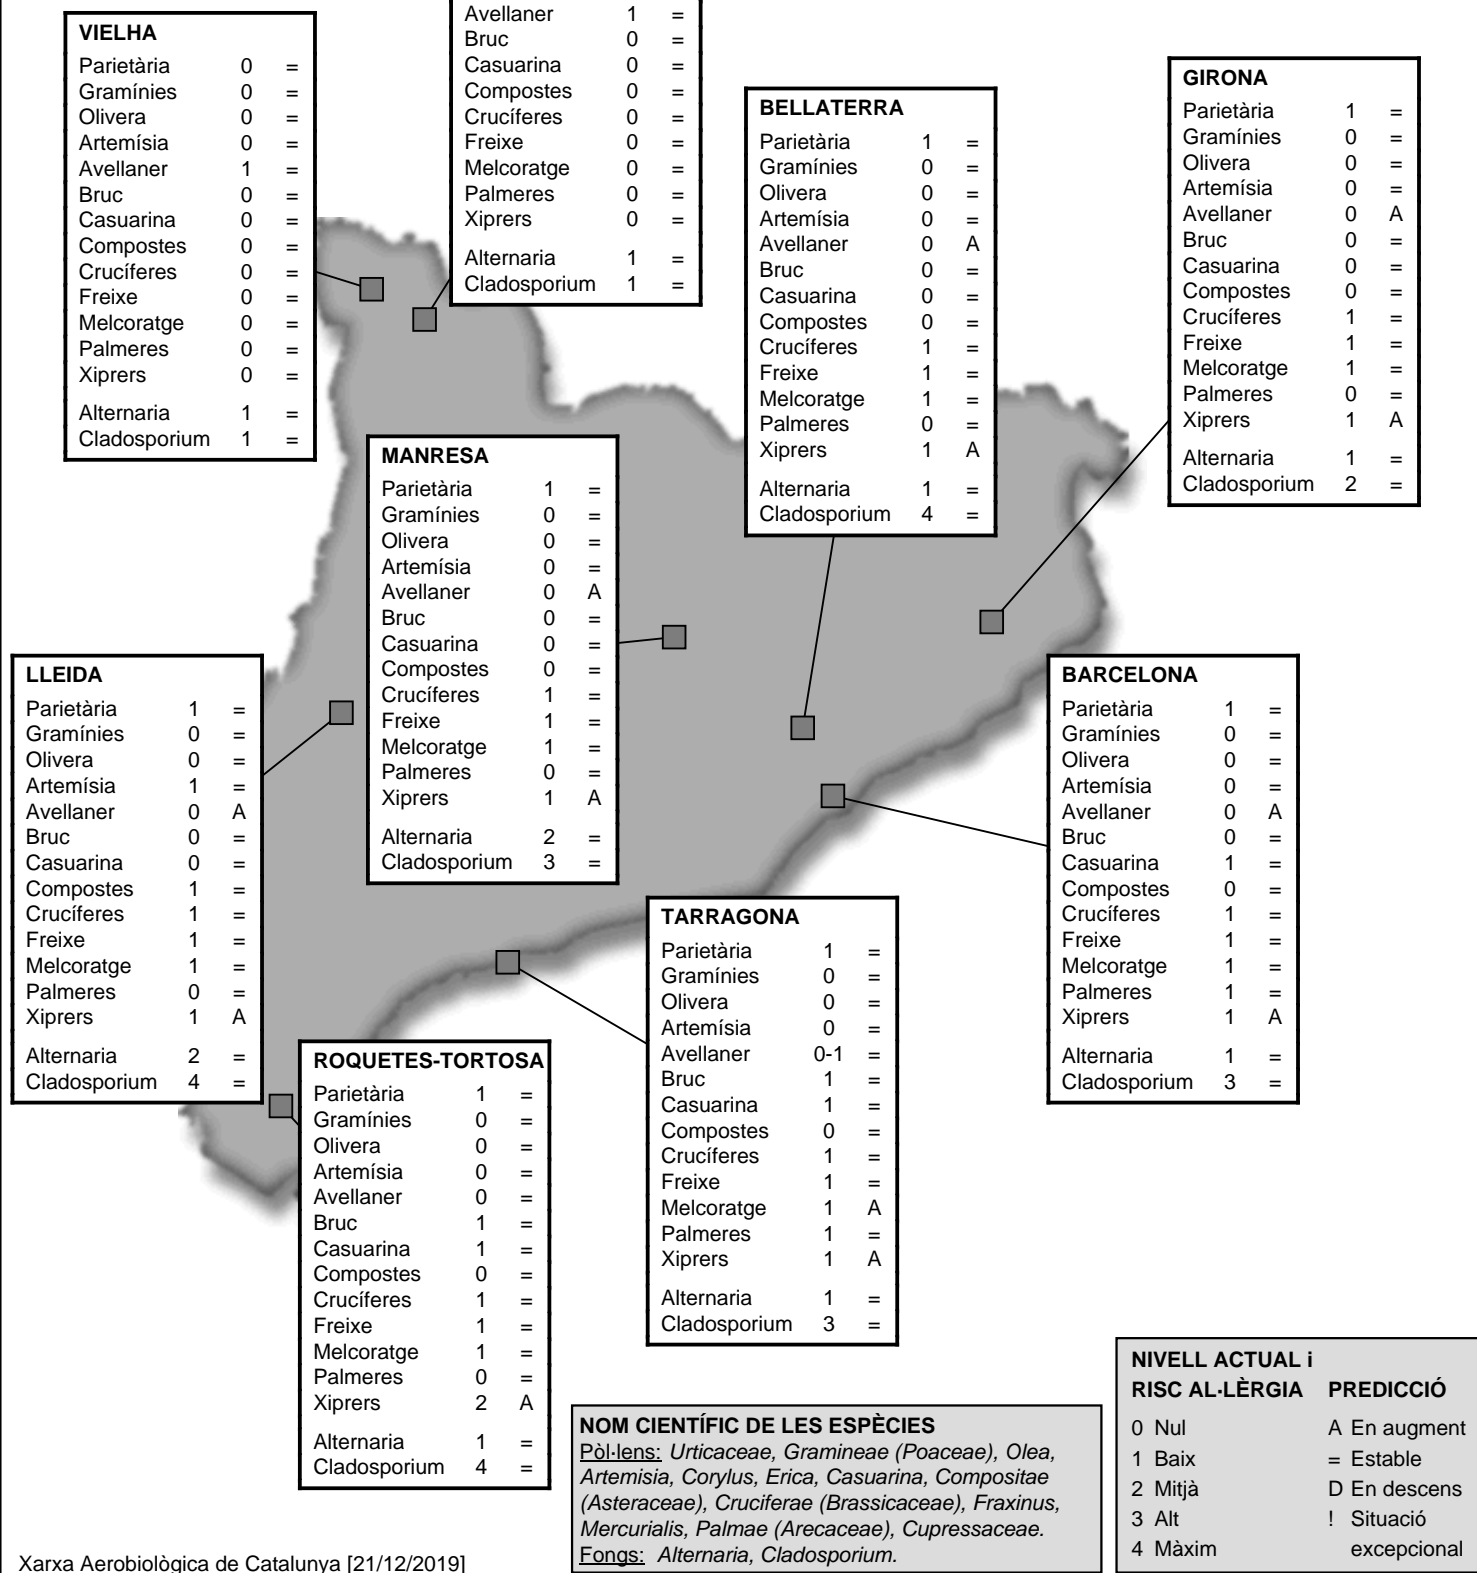 VIELHA
Parietària 0 =
Gramínies 0 =
Olivera 0 =
Artemísia 0 =
Avellaner 1 =
Bruc 0 =
Casuarina 0 =
Compostes 0 =
Crucíferes 0 =
Freixe 0 =
Melcoratge 0 =
Palmeres 0 =
Xiprers 0 =
Alternaria 1 =
Cladosporium 1 =
Avellaner 1 =
Bruc 0 =
Casuarina 0 =
Compostes 0 =
Crucíferes 0 =
Freixe 0 =
Melcoratge 0 =
Palmeres 0 =
Xiprers 0 =
Alternaria 1 =
Cladosporium 1 =
BELLATERRA
Parietària 1 =
Gramínies 0 =
Olivera 0 =
Artemísia 0 =
Avellaner 0 A
Bruc 0 =
Casuarina 0 =
Compostes 0 =
Crucíferes 1 =
Freixe 1 =
Melcoratge 1 =
Palmeres 0 =
Xiprers 1 A
Alternaria 1 =
Cladosporium 4 =
GIRONA
Parietària 1 =
Gramínies 0 =
Olivera 0 =
Artemísia 0 =
Avellaner 0 A
Bruc 0 =
Casuarina 0 =
Compostes 0 =
Crucíferes 1 =
Freixe 1 =
Melcoratge 1 =
Palmeres 0 =
Xiprers 1 A
Alternaria 1 =
Cladosporium 2 =
MANRESA
Parietària 1 =
Gramínies 0 =
Olivera 0 =
Artemísia 0 =
Avellaner 0 A
Bruc 0 =
Casuarina 0 =
Compostes 0 =
Crucíferes 1 =
Freixe 1 =
Melcoratge 1 =
Palmeres 0 =
Xiprers 1 A
Alternaria 2 =
Cladosporium 3 =
LLEIDA
Parietària 1 =
Gramínies 0 =
Olivera 0 =
Artemísia 1 =
Avellaner 0 A
Bruc 0 =
Casuarina 0 =
Compostes 1 =
Crucíferes 1 =
Freixe 1 =
Melcoratge 1 =
Palmeres 0 =
Xiprers 1 A
Alternaria 2 =
Cladosporium 4 =
BARCELONA
Parietària 1 =
Gramínies 0 =
Olivera 0 =
Artemísia 0 =
Avellaner 0 A
Bruc 0 =
Casuarina 1 =
Compostes 0 =
Crucíferes 1 =
Freixe 1 =
Melcoratge 1 =
Palmeres 1 =
Xiprers 1 A
Alternaria 1 =
Cladosporium 3 =
TARRAGONA
Parietària 1 =
Gramínies 0 =
Olivera 0 =
Artemísia 0 =
Avellaner 0-1 =
Bruc 1 =
Casuarina 1 =
Compostes 0 =
Crucíferes 1 =
Freixe 1 =
Melcoratge 1 A
Palmeres 1 =
Xiprers 1 A
Alternaria 1 =
Cladosporium 3 =
ROQUETES-TORTOSA
Parietària 1 =
Gramínies 0 =
Olivera 0 =
Artemísia 0 =
Avellaner 0 =
Bruc 1 =
Casuarina 1 =
Compostes 0 =
Crucíferes 1 =
Freixe 1 =
Melcoratge 1 =
Palmeres 0 =
Xiprers 2 A
Alternaria 1 =
Cladosporium 4 =
NOM CIENTÍFIC DE LES ESPÈCIES
Pòl·lens: Urticaceae, Gramineae (Poaceae), Olea,
Artemisia, Corylus, Erica, Casuarina, Compositae
(Asteraceae), Cruciferae (Brassicaceae), Fraxinus,
Mercurialis, Palmae (Arecaceae), Cupressaceae.
Fongs: Alternaria, Cladosporium.
NIVELL ACTUAL i
RISC AL·LÈRGIA PREDICCIÓ
0 Nul A En augment
1 Baix = Estable
2 Mitjà D En descens
3 Alt ! Situació
4 Màxim excepcional
Xarxa Aerobiològica de Catalunya [21/12/2019]